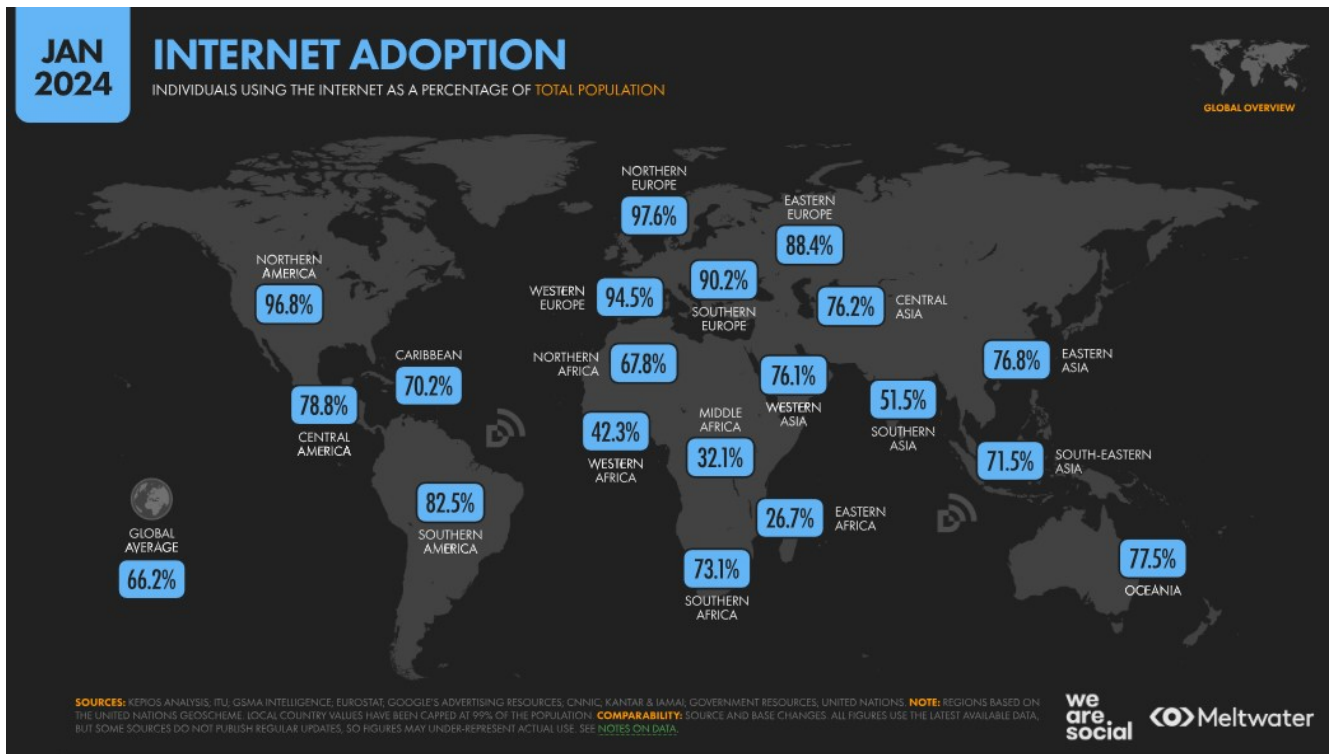 JAN
2024
INTERNET ADOPTION
INDIVIDUALS USING THE INTERNET AS A PERCENTAGE OF TOTAL POPULATION
GLOBAL OVERVIEW
NORTHERN
EUROPE
97.6%
EASTERN
EUROPE
88.4%
NORTHERN
AMERICA
96.8%
WESTERN
EUROPE
94.5%
90.2%
SOUTHERN
EUROPE
76.2%
CENTRAL
ASIA
CARIBBEAN
70.2%
NORTHERN
AFRICA
67.8%
76.1%
WESTERN
ASIA
76.8%
EASTERN
ASIA
78.8%
CENTRAL
AMERICA
42.3%
WESTERN
AFRICA
MIDDLE
AFRICA
32.1%
51.5%
SOUTHERN
ASIA
71.5%
SOUTH-EASTERN
ASIA
82.5%
SOUTHERN
AMERICA
26.7%
EASTERN
AFRICA
GLOBAL
AVERAGE
66.2%
73.1%
SOUTHERN
AFRICA
77.5%
OCEANIA
SOURCES: KEPIOS ANALYSIS; ITU; GSMA INTELLIGENCE; EUROSTAT; GOOGLE'S ADVERTISING RESOURCES; CNNIC; KANTAR & IAMAI; GOVERNMENT RESOURCES; UNITED NATIONS. NOTE: REGIONS BASED ON
THE UNITED NATIONS GEOSCHEME. LOCAL COUNTRY VALUES HAVE BEEN CAPPED AT 99% OF THE POPULATION. COMPARABILITY: SOURCE AND BASE CHANGES. ALL FIGURES USE THE LATEST AVAILABLE DATA,
BUT SOME SOURCES DO NOT PUBLISH REGULAR UPDATES, SO FIGURES MAY UNDER-REPRESENT ACTUAL USE. SEE NOTES ON DATA.
we
are.
social
Meltwater